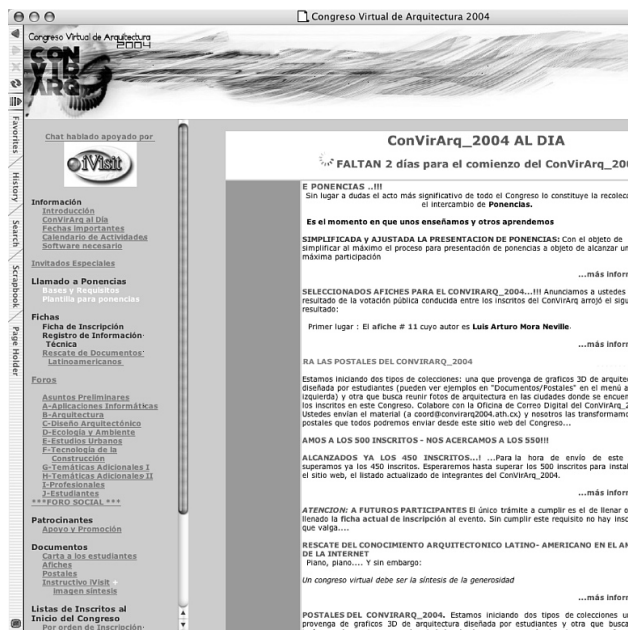 Congreso Virtual de Arquitectura 2004
Congreso Virtual de Arquitectura
2004
CON
VIR
ARQ
Favorites
History
Search
Scrapbook
Page Holder
Chat hablado apoyado por
iVisit
Información
Introducción
ConVirArq al Día
Fechas importantes
Calendario de Actividades
Software necesario
Invitados Especiales
Llamado a Ponencias
Bases y Requisitos
Plantilla para ponencias
Fichas
Ficha de Inscripción
Registro de Información
Técnica
Rescate de Documentos
Latinoamericanos
Foros
Asuntos Preliminares
A-Aplicaciones Informáticas
B-Arquitectura
C-Diseño Arquitectónico
D-Ecología y Ambiente
E-Estudios Urbanos
F-Tecnología de la
Construcción
G-Temáticas Adicionales I
H-Temáticas Adicionales II
I-Profesionales
J-Estudiantes
***FORO SOCIAL ***
Patrocinantes
Apoyo y Promoción
Documentos
Carta a los estudiantes
Afiches
Postales
Instructivo iVisit +
Imagen síntesis
Listas de Inscritos al
Inicio del Congreso
Por orden de Inscripción
ConVirArq_2004 AL DIA
FALTAN 2 días para el comienzo del ConVirArq_200
E PONENCIAS ..!!!
Sin lugar a dudas el acto más significativo de todo el Congreso lo constituye la recolecc
el intercambio de Ponencias.
Es el momento en que unos enseñamos y otros aprendemos
SIMPLIFICADA y AJUSTADA LA PRESENTACION DE PONENCIAS: Con el objeto de
simplificar al máximo el proceso para presentación de ponencias a objeto de alcanzar un
máxima participación
...más inforr
SELECCIONADOS AFICHES PARA EL CONVIRARQ_2004...!!! Anunciamos a ustedes
resultado de la votación pública conducida entre los inscritos del ConVirArq arrojó el sigu
resultado:
Primer lugar : El afiche # 11 cuyo autor es Luis Arturo Mora Neville.
...más inforr
RA LAS POSTALES DEL CONVIRARQ_2004
Estamos iniciando dos tipos de colecciones: una que provenga de graficos 3D de arquitec
diseñada por estudiantes (pueden ver ejemplos en "Documentos/Postales" en el menú a
izquierda) y otra que busca reunir fotos de arquitectura en las ciudades donde se encuen
los inscritos en este Congreso. Colabore con la Oficina de Correo Digital del ConVirArq_2
Ustedes envían el material (a coord@convirarq2004.ath.cx) y nosotros las transformamo
postales que todos podremos enviar desde este sitio web del Congreso...
AMOS A LOS 500 INSCRITOS - NOS ACERCAMOS A LOS 550!!!
ALCANZADOS YA LOS 450 INSCRITOS...! ...Para la hora de envío de este
superamos ya los 450 inscritos. Esperaremos hasta superar los 500 inscritos para instal
el sitio web, el listado actualizado de integrantes del ConVirArq_2004.
...más inforr
ATENCION: A FUTUROS PARTICIPANTES El único trámite a cumplir es el de llenar o
llenado la ficha actual de inscripción al evento. Sin cumplir este requisito no hay insc
que valga....
RESCATE DEL CONOCIMIENTO ARQUITECTONICO LATINO- AMERICANO EN EL AM
DE LA INTERNET
Piano, piano.... Y sin embargo:
Un congreso virtual debe ser la síntesis de la generosidad
...más inforr
POSTALES DEL CONVIRARQ_2004. Estamos iniciando dos tipos de colecciones u
provenga de graficos 3D de arquitectura diseñada por estudiantes y otra que busca